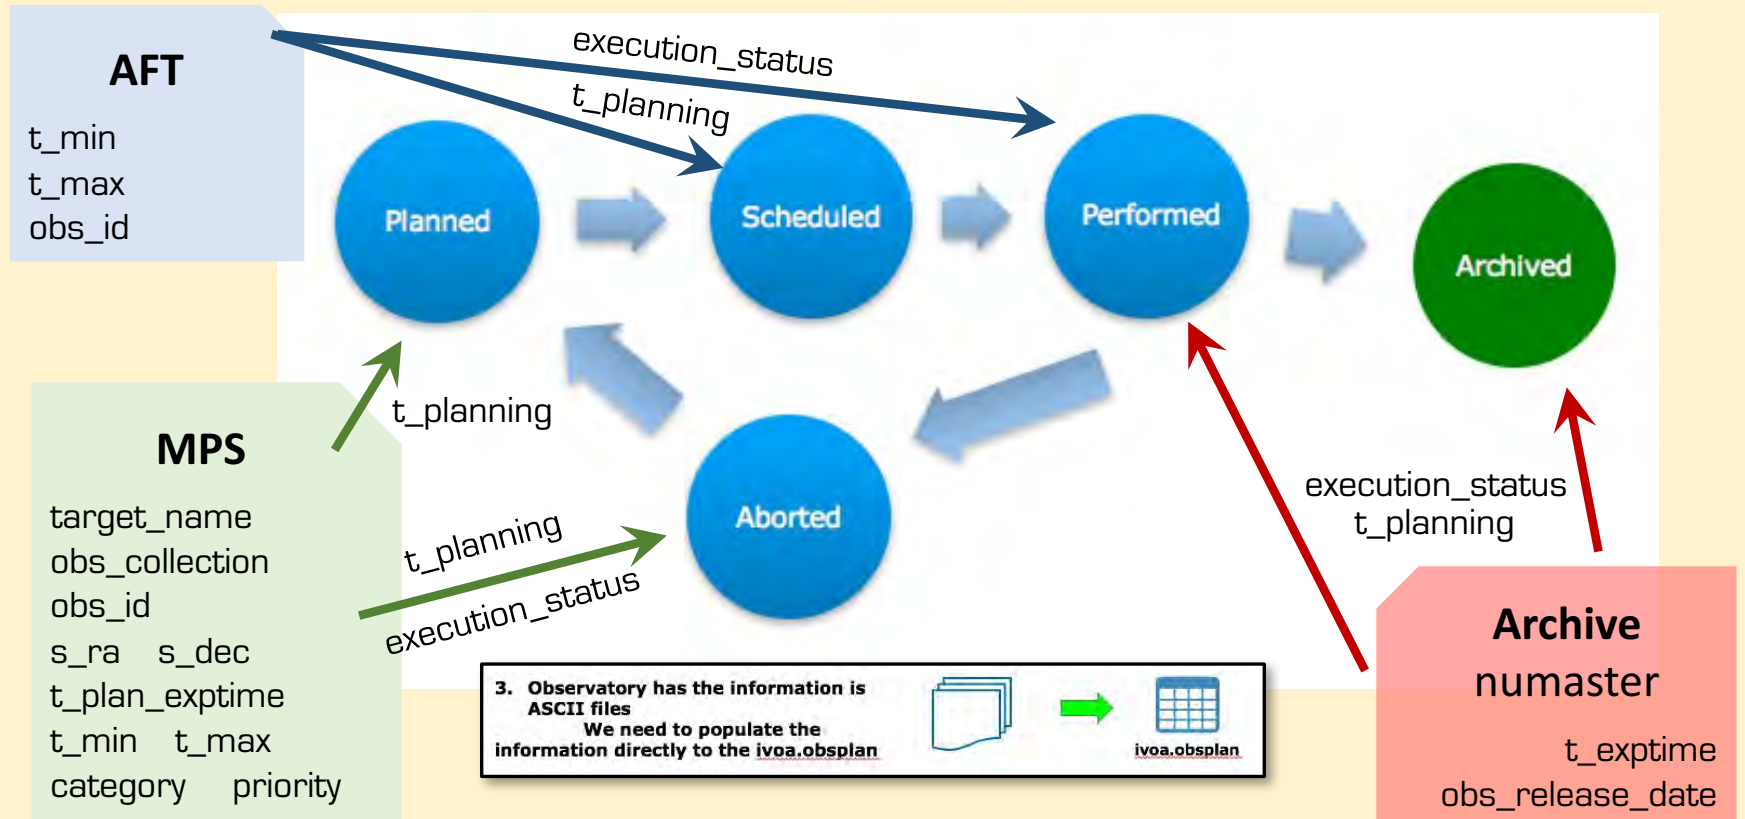 AFT
t_min
t_max
obs_id
execution_status
t_planning
Planned
Scheduled
Performed
Archived
t_planning
MPS
target_name
obs_collection
obs_id
s_ra s_dec
t_plan_exptime
t_min t_max
category priority
t_planning
execution_status
Aborted
execution_status
t_planning
Archive
numaster
t_exptime
obs_release_date
3. Observatory has the information is
ASCII files
We need to populate the
information directly to the ivoa.obsplan
ivoa.obsplan